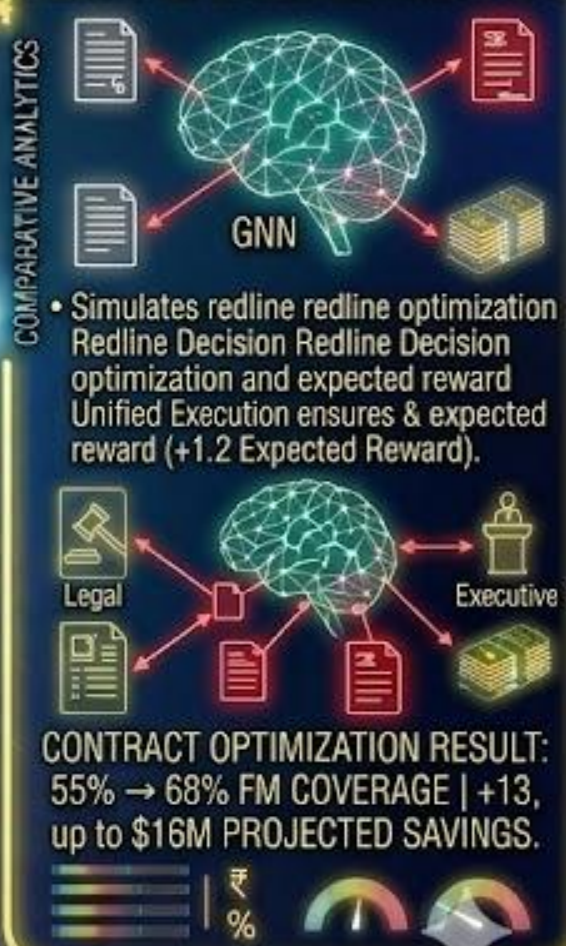 COMPARATIVE ANALYTICS
GNN
• Simulates redline redline optimization
Redline Decision Redline Decision
optimization and expected reward
Unified Execution ensures & expected
reward (+1.2 Expected Reward).
Legal
Executive
CONTRACT OPTIMIZATION RESULT:
55% → 68% FM COVERAGE | +13,
up to $16M PROJECTED SAVINGS.
₹
%